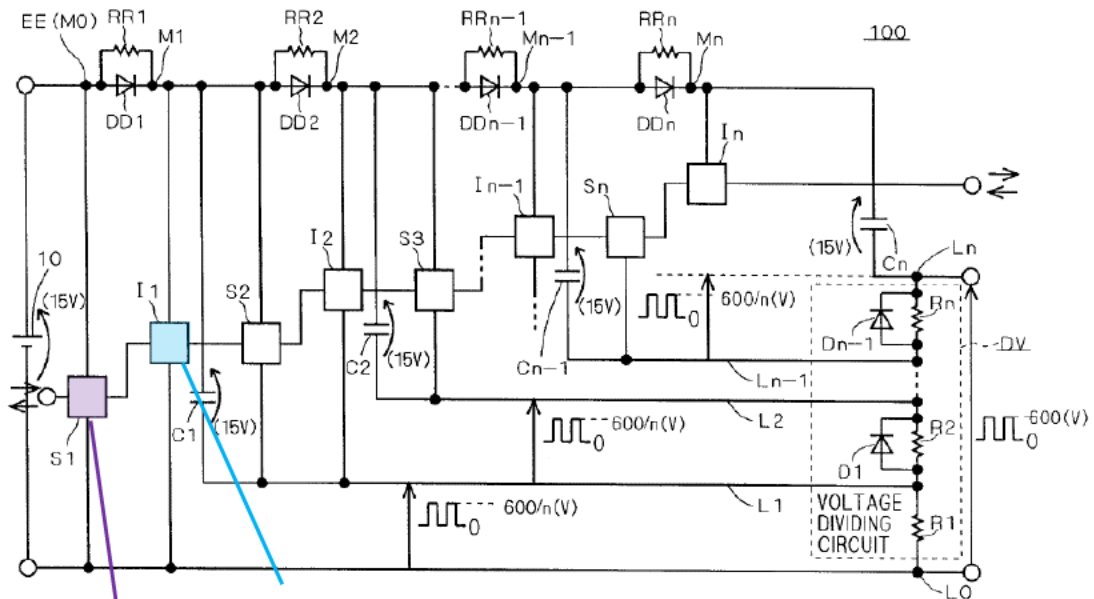 100
EE(M0)
RR1
M1
RR2
M2
RRn-1
Mn-1
RRn
Mn
DD1
DD2
DDn-1
DDn
In
In-1
Sn
10
(15V)
I1
S2
I2
S3
(15V)
Cn
Ln
(15V)
Cn-1
0
600/n(V)
Dn-1
Rn
DV
Ln-1
S1
C1
(15V)
C2
(15V)
0
600/n(V)
L2
D1
R2
0
600(V)
0
600/n(V)
L1
VOLTAGE
DIVIDING
CIRCUIT
R1
L0